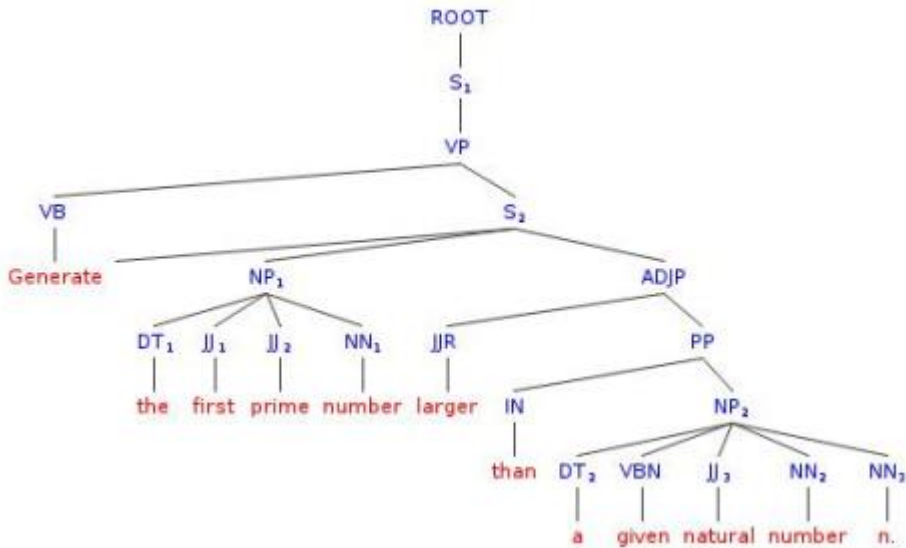 ROOT
S₁
VP
VB S₂
Generate NP₁ ADJP
DT₁ JJ₁ JJ₂ NN₁ JJR PP
the first prime number larger IN NP₂
than DT₂ VBN JJ₃ NN₂ NN₃
a given natural number n.